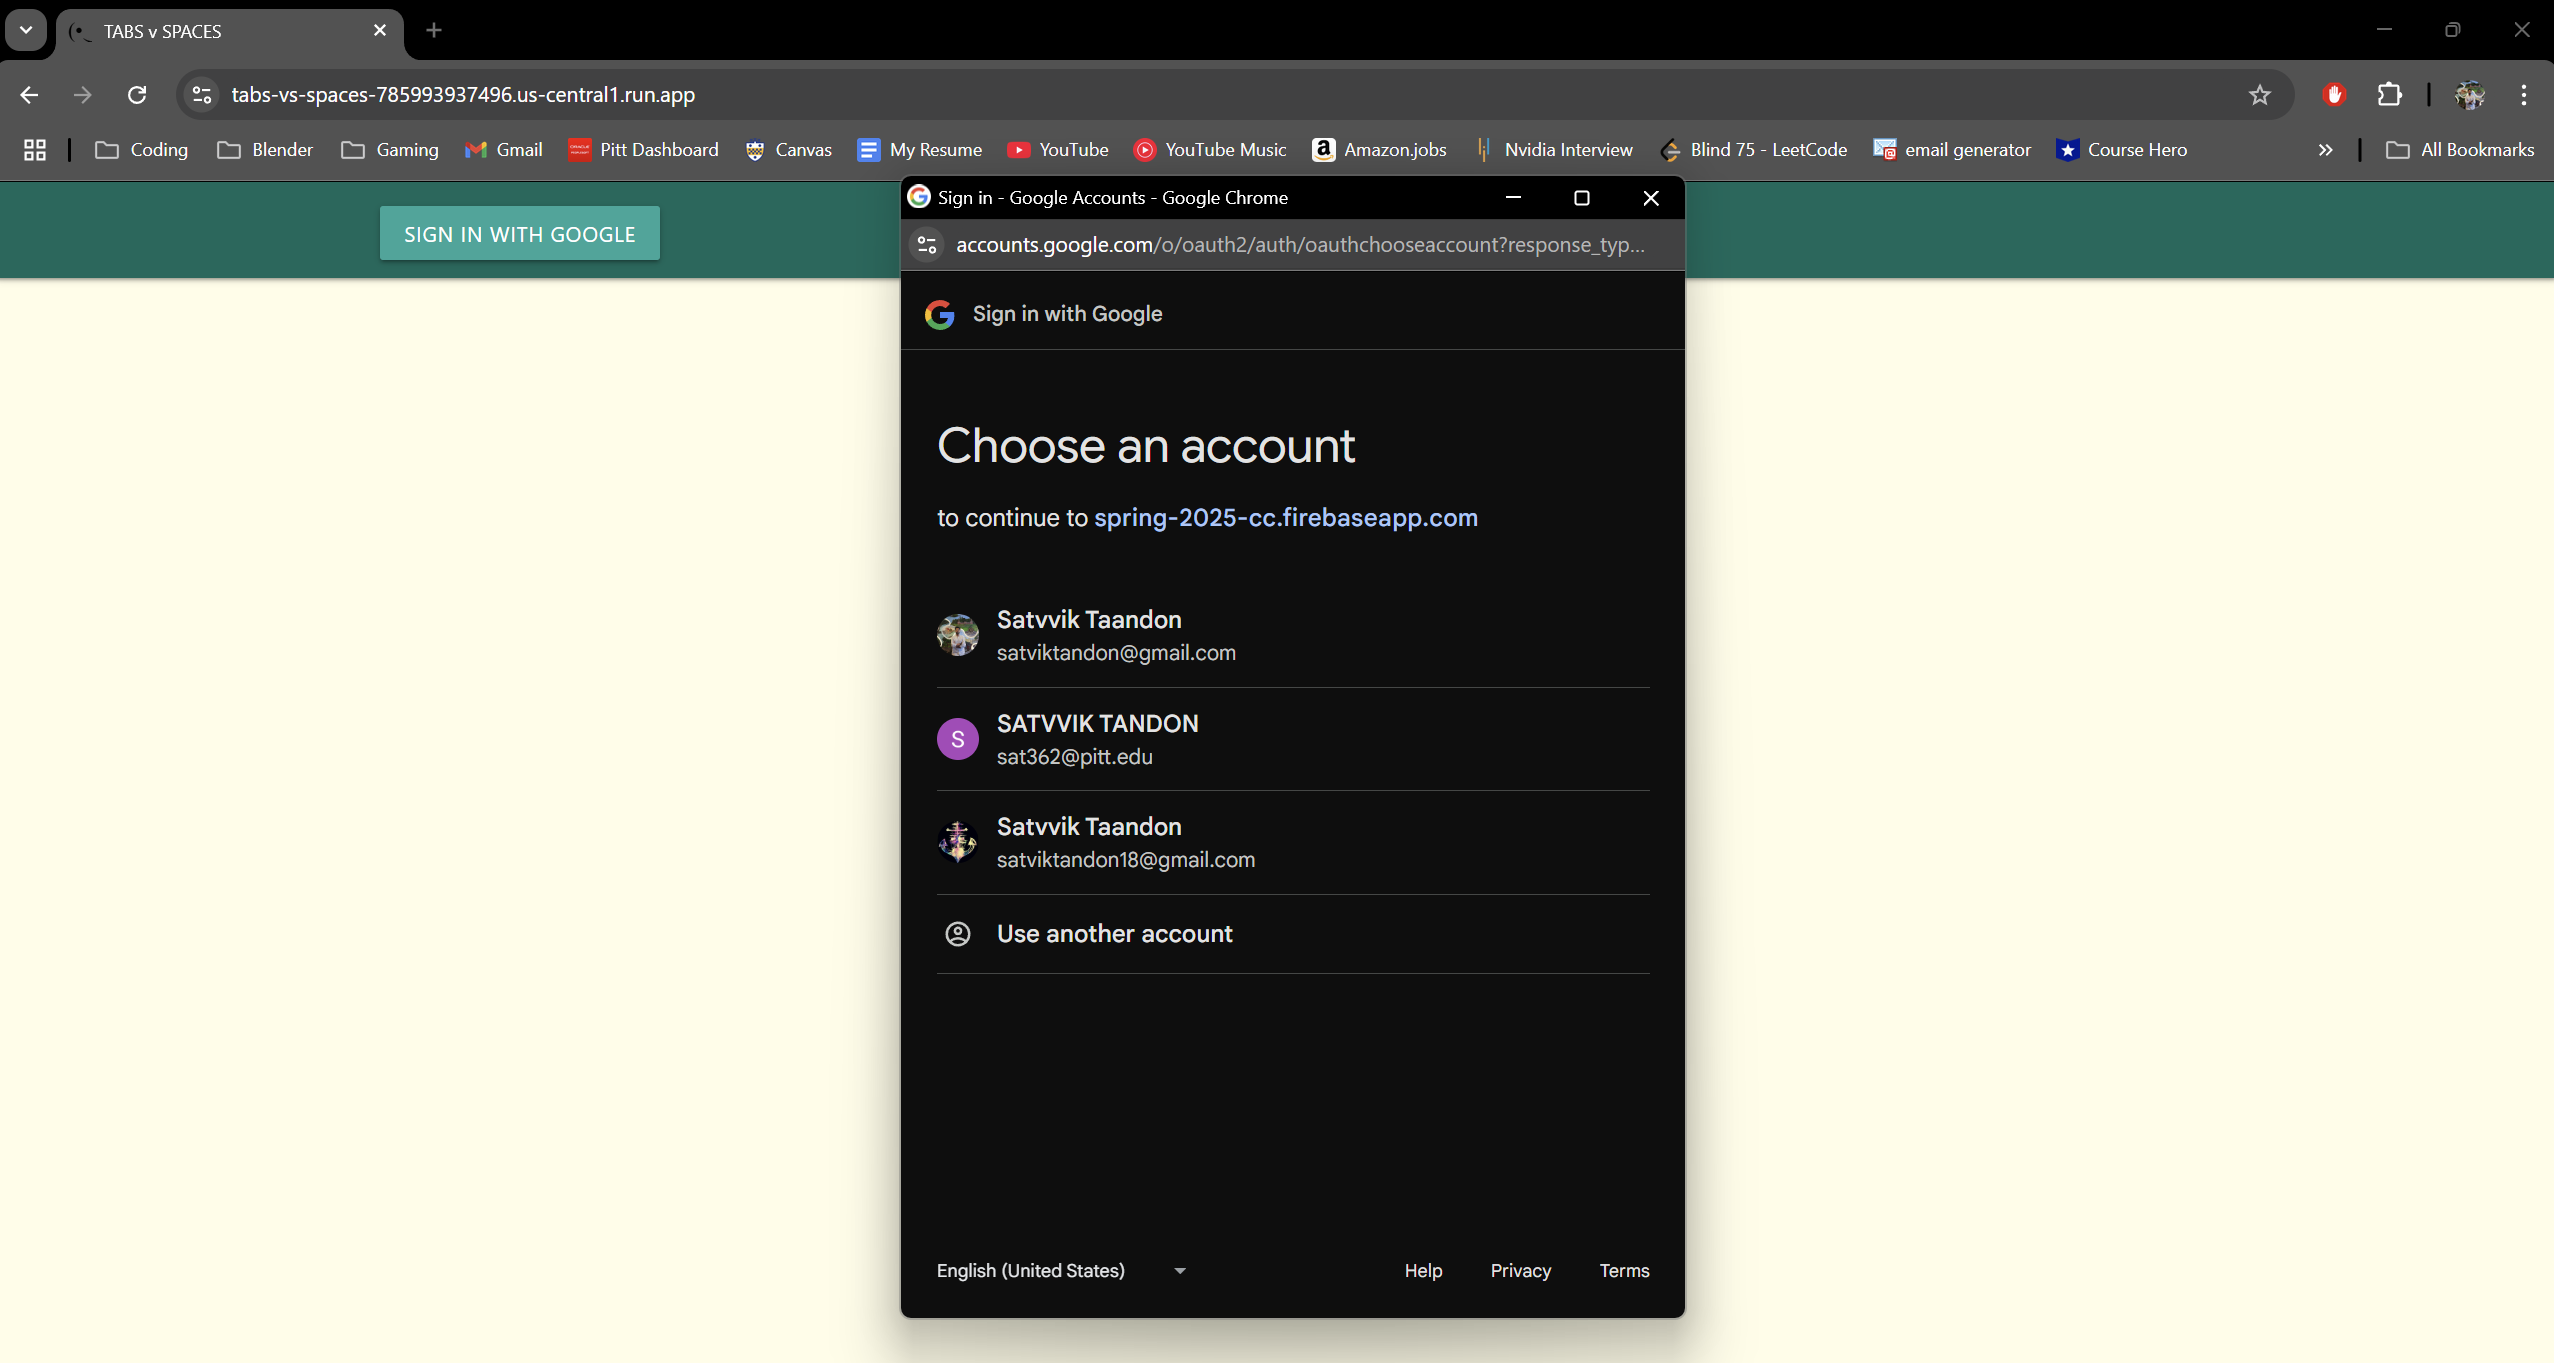 TABS v SPACES
tabs-vs-spaces-785993937496.us-central1.run.app
Coding Blender Gaming Gmail Pitt Dashboard Canvas My Resume YouTube YouTube Music Amazon.jobs Nvidia Interview Blind 75 - LeetCode email generator Course Hero All Bookmarks
SIGN IN WITH GOOGLE
Sign in - Google Accounts - Google Chrome
accounts.google.com/o/oauth2/auth/oauthchooseaccount?response_typ...
Sign in with Google
Choose an account
to continue to spring-2025-cc.firebaseapp.com
Satvvik Taandon
satviktandon@gmail.com
S
SATVVIK TANDON
sat362@pitt.edu
Satvvik Taandon
satviktandon18@gmail.com
Use another account
English (United States) Help Privacy Terms